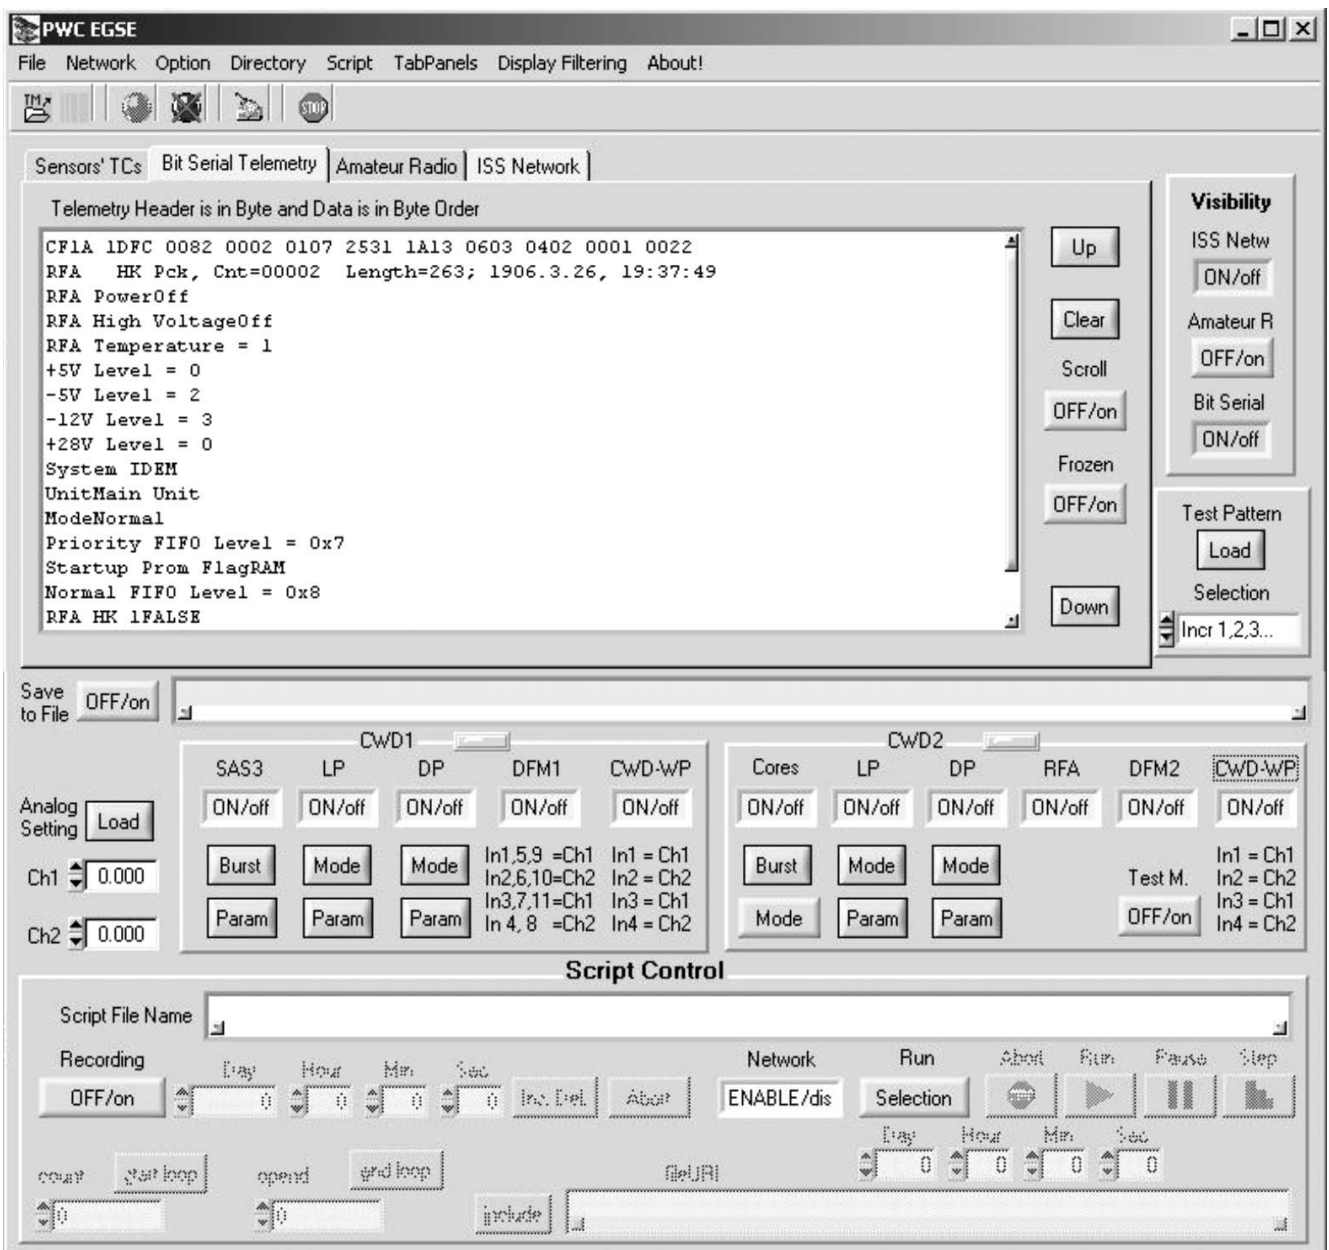 PWC EGSE
File Network Option Directory Script TabPanels Display Filtering About!
TM
STOP
Sensors' TCs Bit Serial Telemetry Amateur Radio ISS Network
Telemetry Header is in Byte and Data is in Byte Order
CF1A 1DFC 0082 0002 0107 2531 1A13 0603 0402 0001 0022
RFA HK Pck, Cnt=00002 Length=263; 1906.3.26, 19:37:49
RFA PowerOff
RFA High VoltageOff
RFA Temperature = 1
+5V Level = 0
-5V Level = 2
-12V Level = 3
+28V Level = 0
System IDEM
UnitMain Unit
ModeNormal
Priority FIFO Level = 0x7
Startup Prom FlagRAM
Normal FIFO Level = 0x8
RFA HK 1FALSE
Up
Clear
Scroll
OFF/on
Frozen
OFF/on
Down
Visibility
ISS Netw
ON/off
Amateur R
OFF/on
Bit Serial
ON/off
Test Pattern
Load
Selection
Incr 1,2,3...
Save
to File
OFF/on
CWD1
SAS3 LP DP DFM1 CWD-WP
ON/off ON/off ON/off ON/off ON/off
Burst Mode Mode
Param Param Param
In1,5,9 =Ch1
In2,6,10=Ch2
In3,7,11=Ch1
In 4, 8 =Ch2
In1 = Ch1
In2 = Ch2
In3 = Ch1
In4 = Ch2
Analog
Setting
Load
Ch1 0.000
Ch2 0.000
CWD2
Cores LP DP RFA DFM2 CWD-WP
ON/off ON/off ON/off ON/off ON/off ON/off
Burst Mode Mode
Mode Param Param
Test M.
OFF/on
In1 = Ch1
In2 = Ch2
In3 = Ch1
In4 = Ch2
Script Control
Script File Name
Recording
OFF/on
Day Hour Min Sec
0 0 0 0
Inc. Del. Abort
Network
ENABLE/dis
Run
Selection
Abort Run Pause Step
Day Hour Min Sec
0 0 0 0
count start loop opend end loop
0 0
include
fileURI